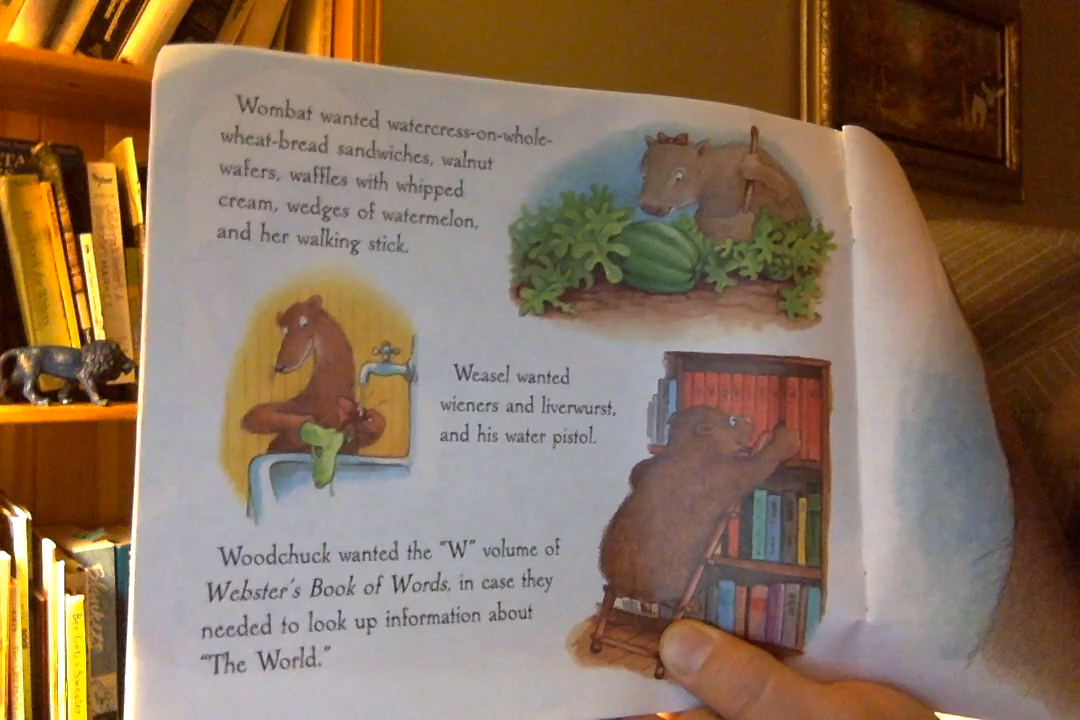 Wombat wanted watercress-on-whole-
wheat-bread sandwiches, walnut
wafers, waffles with whipped
cream, wedges of watermelon,
and her walking stick.
Weasel wanted
wieners and liverwurst,
and his water pistol.
Woodchuck wanted the "W" volume of
Webster's Book of Words, in case they
needed to look up information about
"The World."